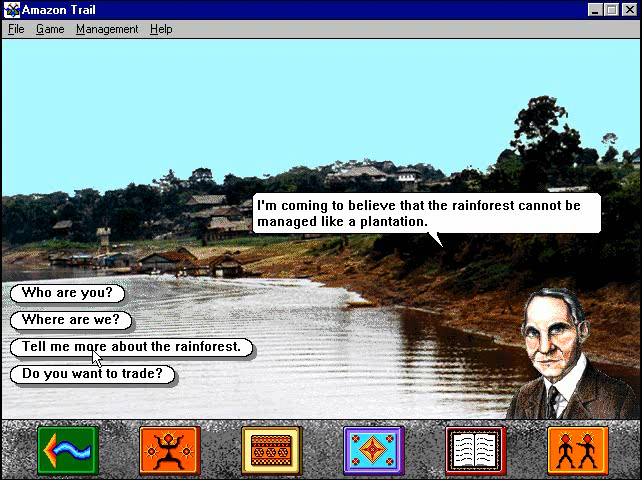 Amazon Trail
File Game Management Help
I'm coming to believe that the rainforest cannot be
managed like a plantation.
Who are you?
Where are we?
Tell me more about the rainforest.
Do you want to trade?